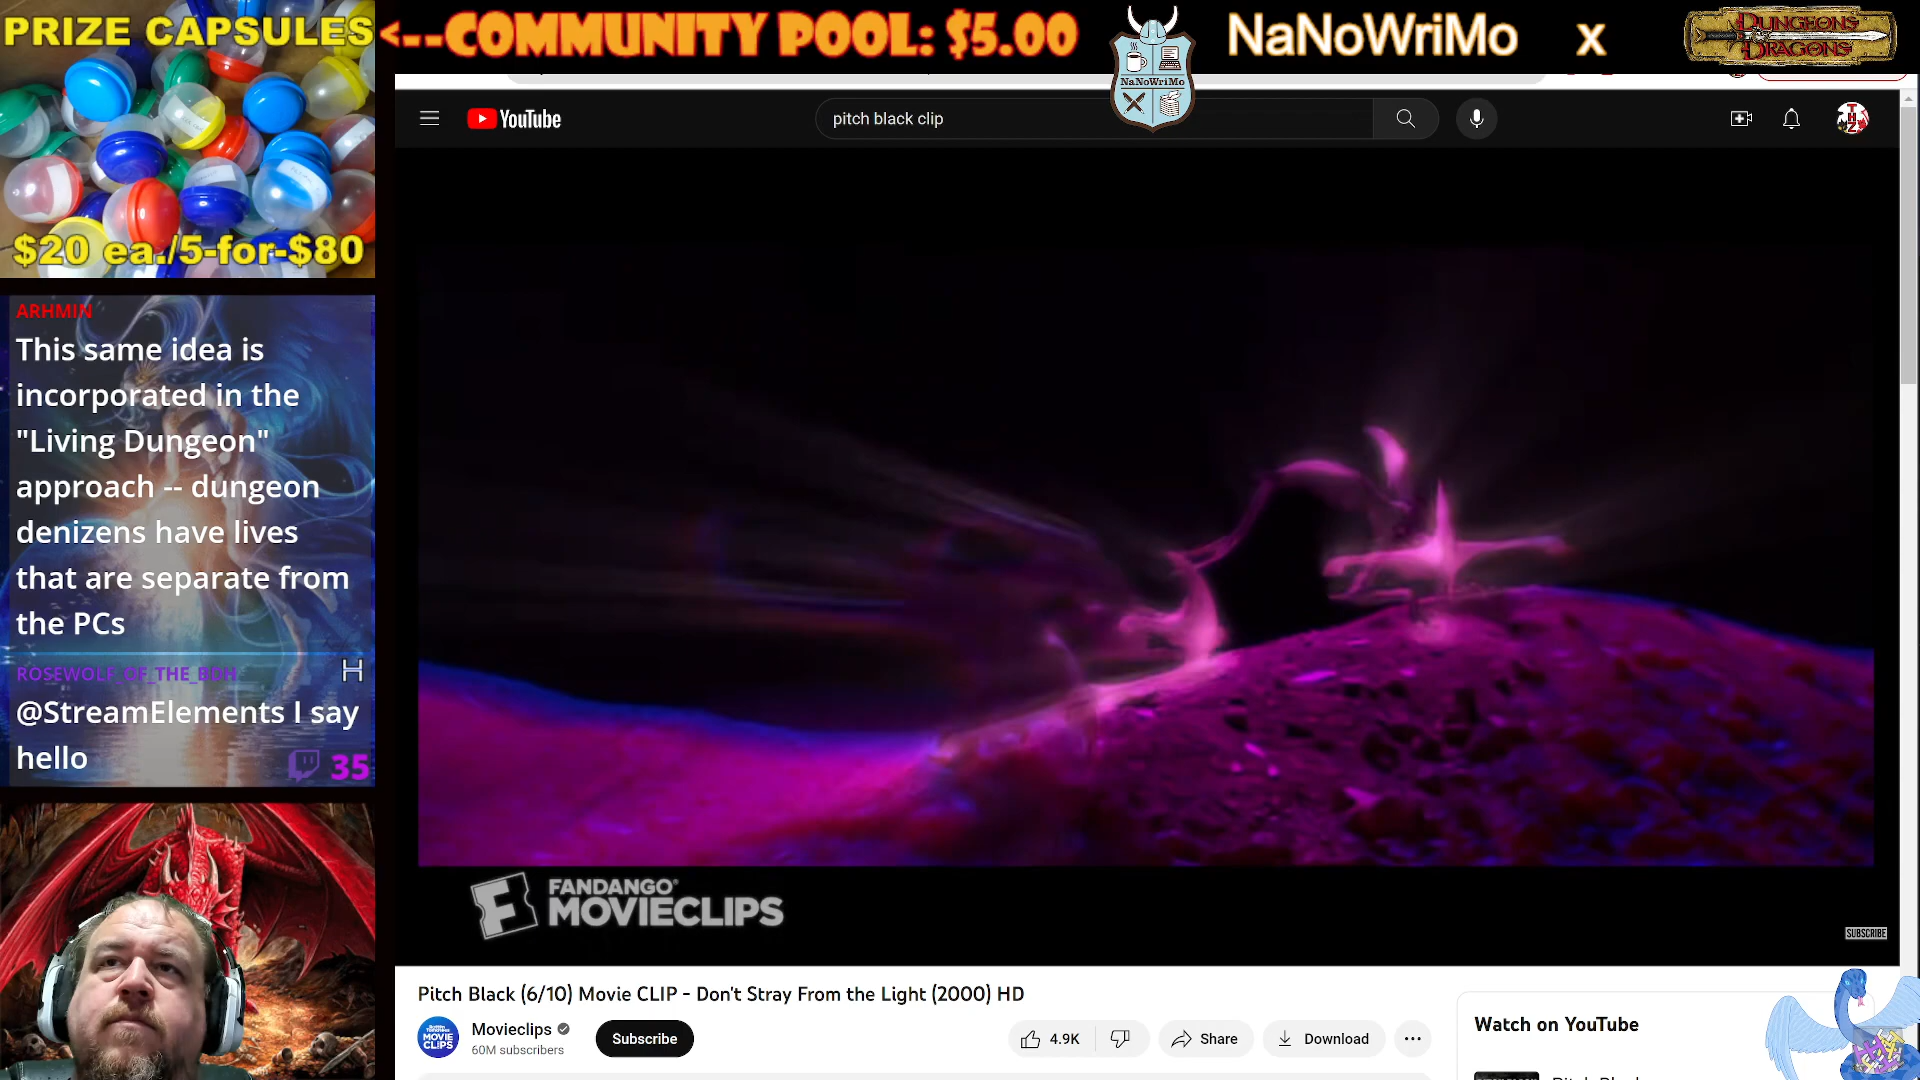 PRIZE CAPSULES
<--COMMUNITY POOL: $5.00
NaNoWriMo
NaNoWriMo x
DUNGEONS
DRAGONS
$20 ea./5-for-$80
YouTube
pitch black clip
THZ
ARHMIN
This same idea is
incorporated in the
"Living Dungeon"
approach -- dungeon
denizens have lives
that are separate from
the PCs
ROSEWOLF_OF_THE_BDH
@StreamElements I say
hello
35
FANDANGO
MOVIECLIPS
SUBSCRIBE
Pitch Black (6/10) Movie CLIP - Don't Stray From the Light (2000) HD
MOVIE
CLIPS
Movieclips
60M subscribers
Subscribe
4.9K
Share
Download
Watch on YouTube